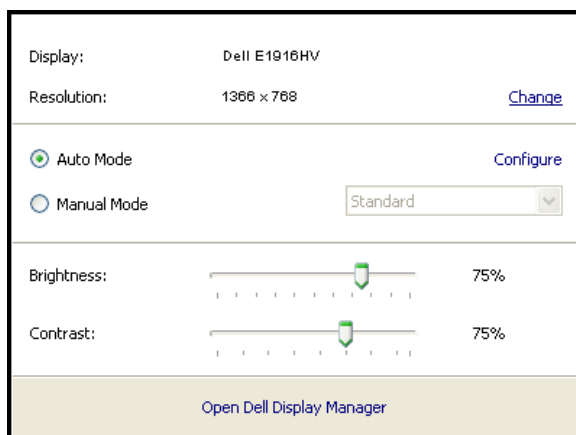 Display: Dell E1916HV
Resolution: 1366 x 768 Change
Auto Mode Configure
Manual Mode Standard
Brightness: 75%
Contrast: 75%
Open Dell Display Manager